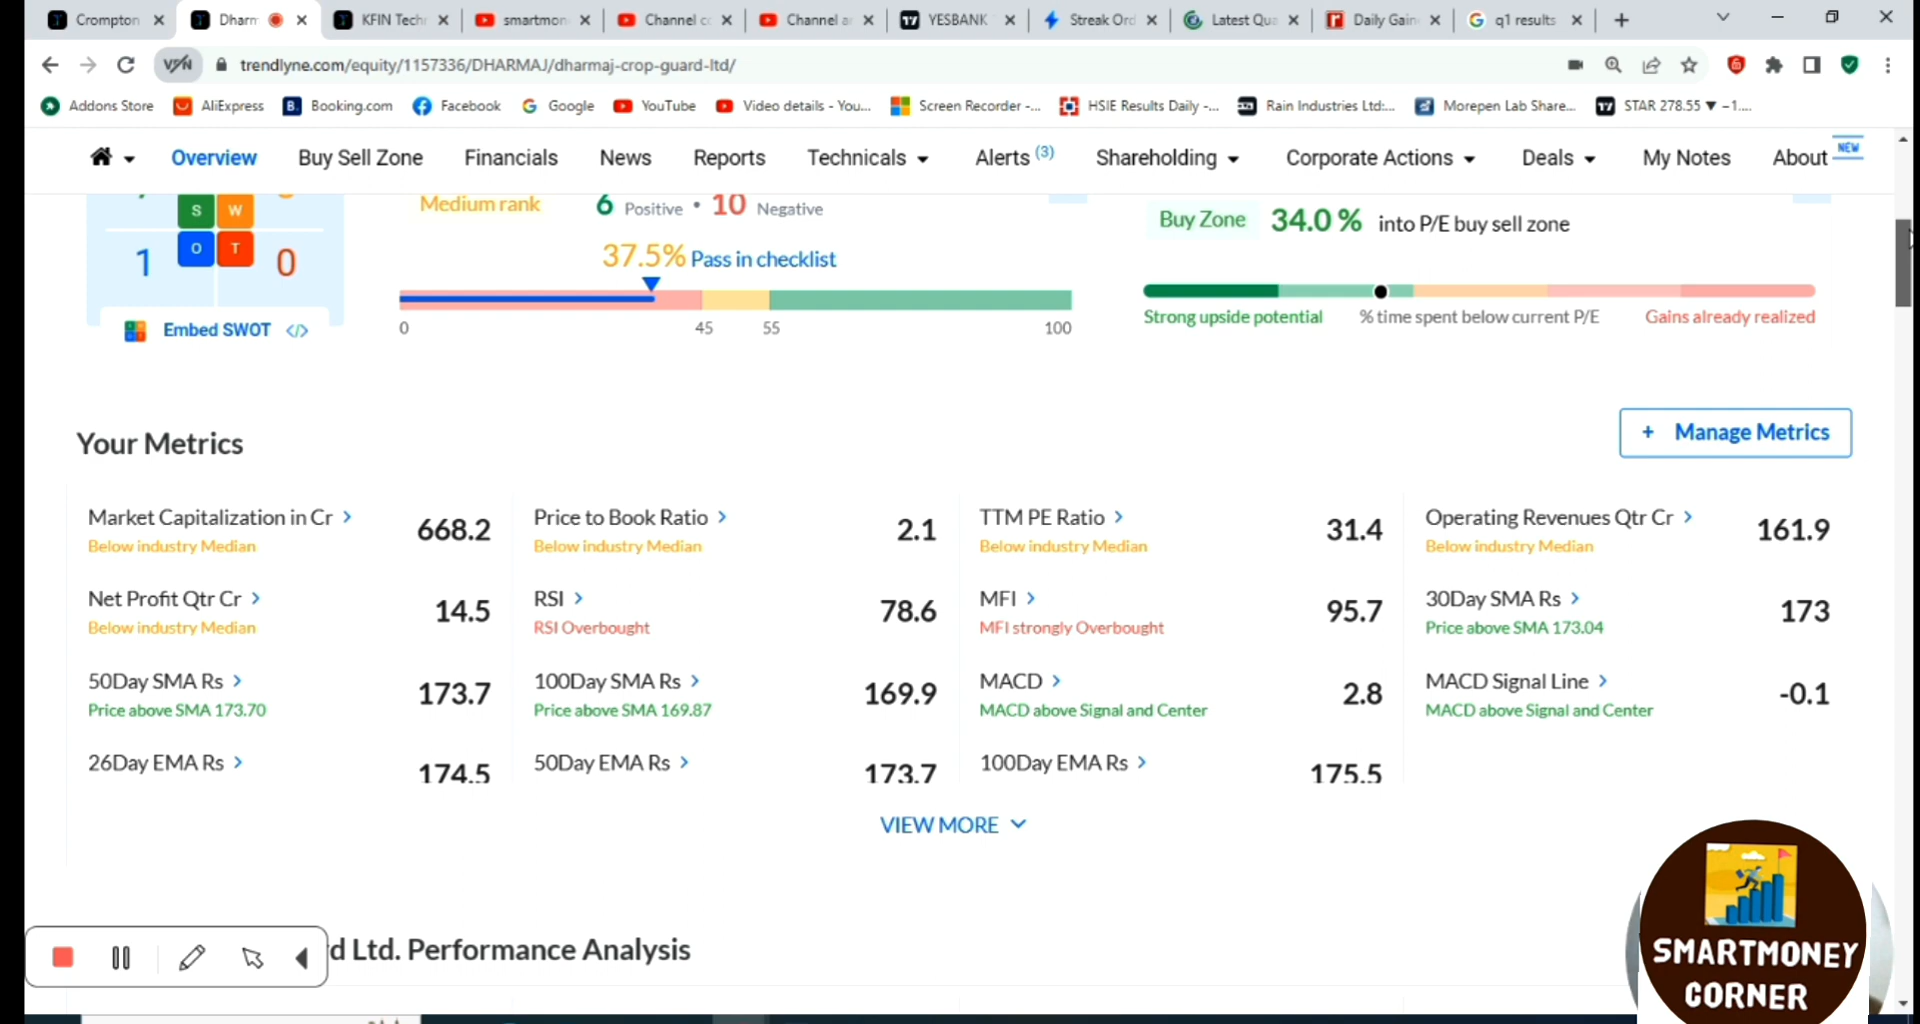 Crompton
Dharm
KFIN Tech
smartmon
Channel co
Channel a
YESBANK
Streak Ord
Latest Qua
Daily Gain
q1 results
VPN
trendlyne.com/equity/1157336/DHARMAJ/dharmaj-crop-guard-ltd/
Addons Store
AliExpress
Booking.com
Facebook
Google
YouTube
Video details - You...
Screen Recorder -...
HSIE Results Daily -...
Rain Industries Ltd:...
Morepen Lab Share...
STAR 278.55 ▼ −1....
Overview
Buy Sell Zone
Financials
News
Reports
Technicals
Alerts (3)
Shareholding
Corporate Actions
Deals
My Notes
About
NEW
S W
O T
1
0
Embed SWOT </>
Medium rank
6 Positive • 10 Negative
37.5% Pass in checklist
0 45 55 100
Buy Zone 34.0% into P/E buy sell zone
Strong upside potential
% time spent below current P/E
Gains already realized
Your Metrics
+ Manage Metrics
Market Capitalization in Cr > 668.2
Below industry Median
Price to Book Ratio > 2.1
Below industry Median
TTM PE Ratio > 31.4
Below industry Median
Operating Revenues Qtr Cr > 161.9
Below industry Median
Net Profit Qtr Cr > 14.5
Below industry Median
RSI > 78.6
RSI Overbought
MFI > 95.7
MFI strongly Overbought
30Day SMA Rs > 173
Price above SMA 173.04
50Day SMA Rs > 173.7
Price above SMA 173.70
100Day SMA Rs > 169.9
Price above SMA 169.87
MACD > 2.8
MACD above Signal and Center
MACD Signal Line > -0.1
MACD above Signal and Center
26Day EMA Rs > 174.5
50Day EMA Rs > 173.7
100Day EMA Rs > 175.5
VIEW MORE
d Ltd. Performance Analysis
SMARTMONEY
CORNER